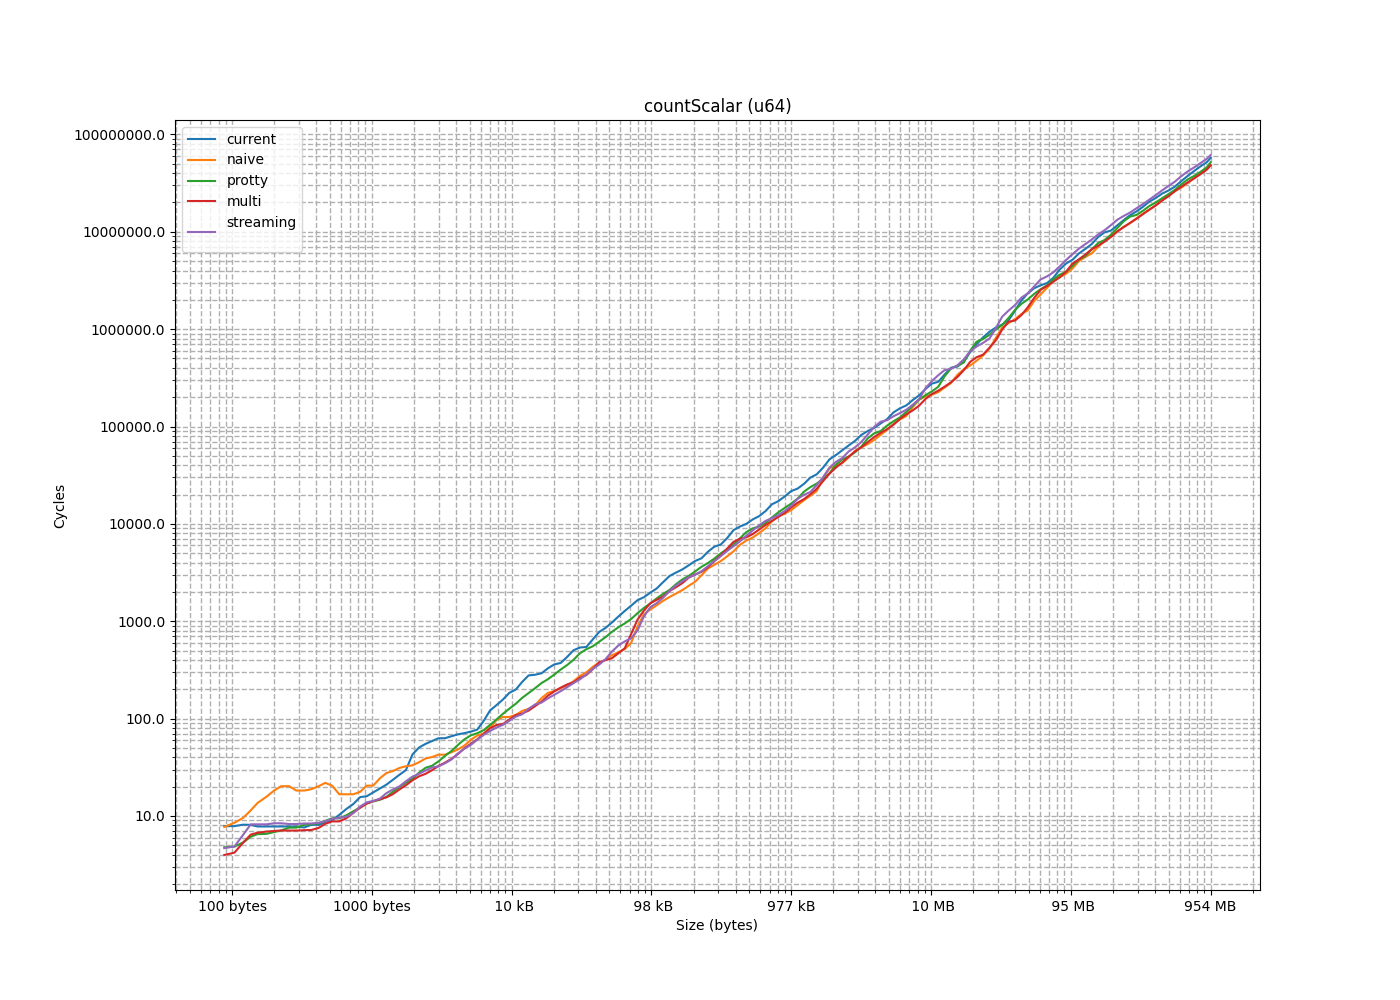 countScalar (u64)
current
naive
protty
multi
streaming
100000000.0
10000000.0
1000000.0
100000.0
10000.0
1000.0
100.0
10.0
Cycles
100 bytes
1000 bytes
10 kB
98 kB
977 kB
10 MB
95 MB
954 MB
Size (bytes)